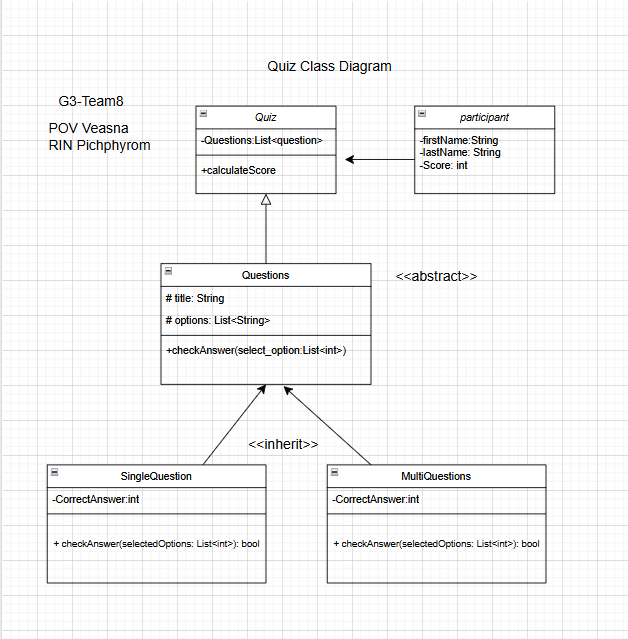 Quiz Class Diagram
G3-Team8
POV Veasna
RIN Pichphyrom
Quiz
-Questions:List<question>
+calculateScore
participant
-firstName:String
-lastName: String
-Score: int
Questions
# title: String
# options: List<String>
+checkAnswer(select_option:List<int>)
<<abstract>>
<<inherit>>
SingleQuestion
-CorrectAnswer:int
+ checkAnswer(selectedOptions: List<int>): bool
MultiQuestions
-CorrectAnswer:int
+ checkAnswer(selectedOptions: List<int>): bool